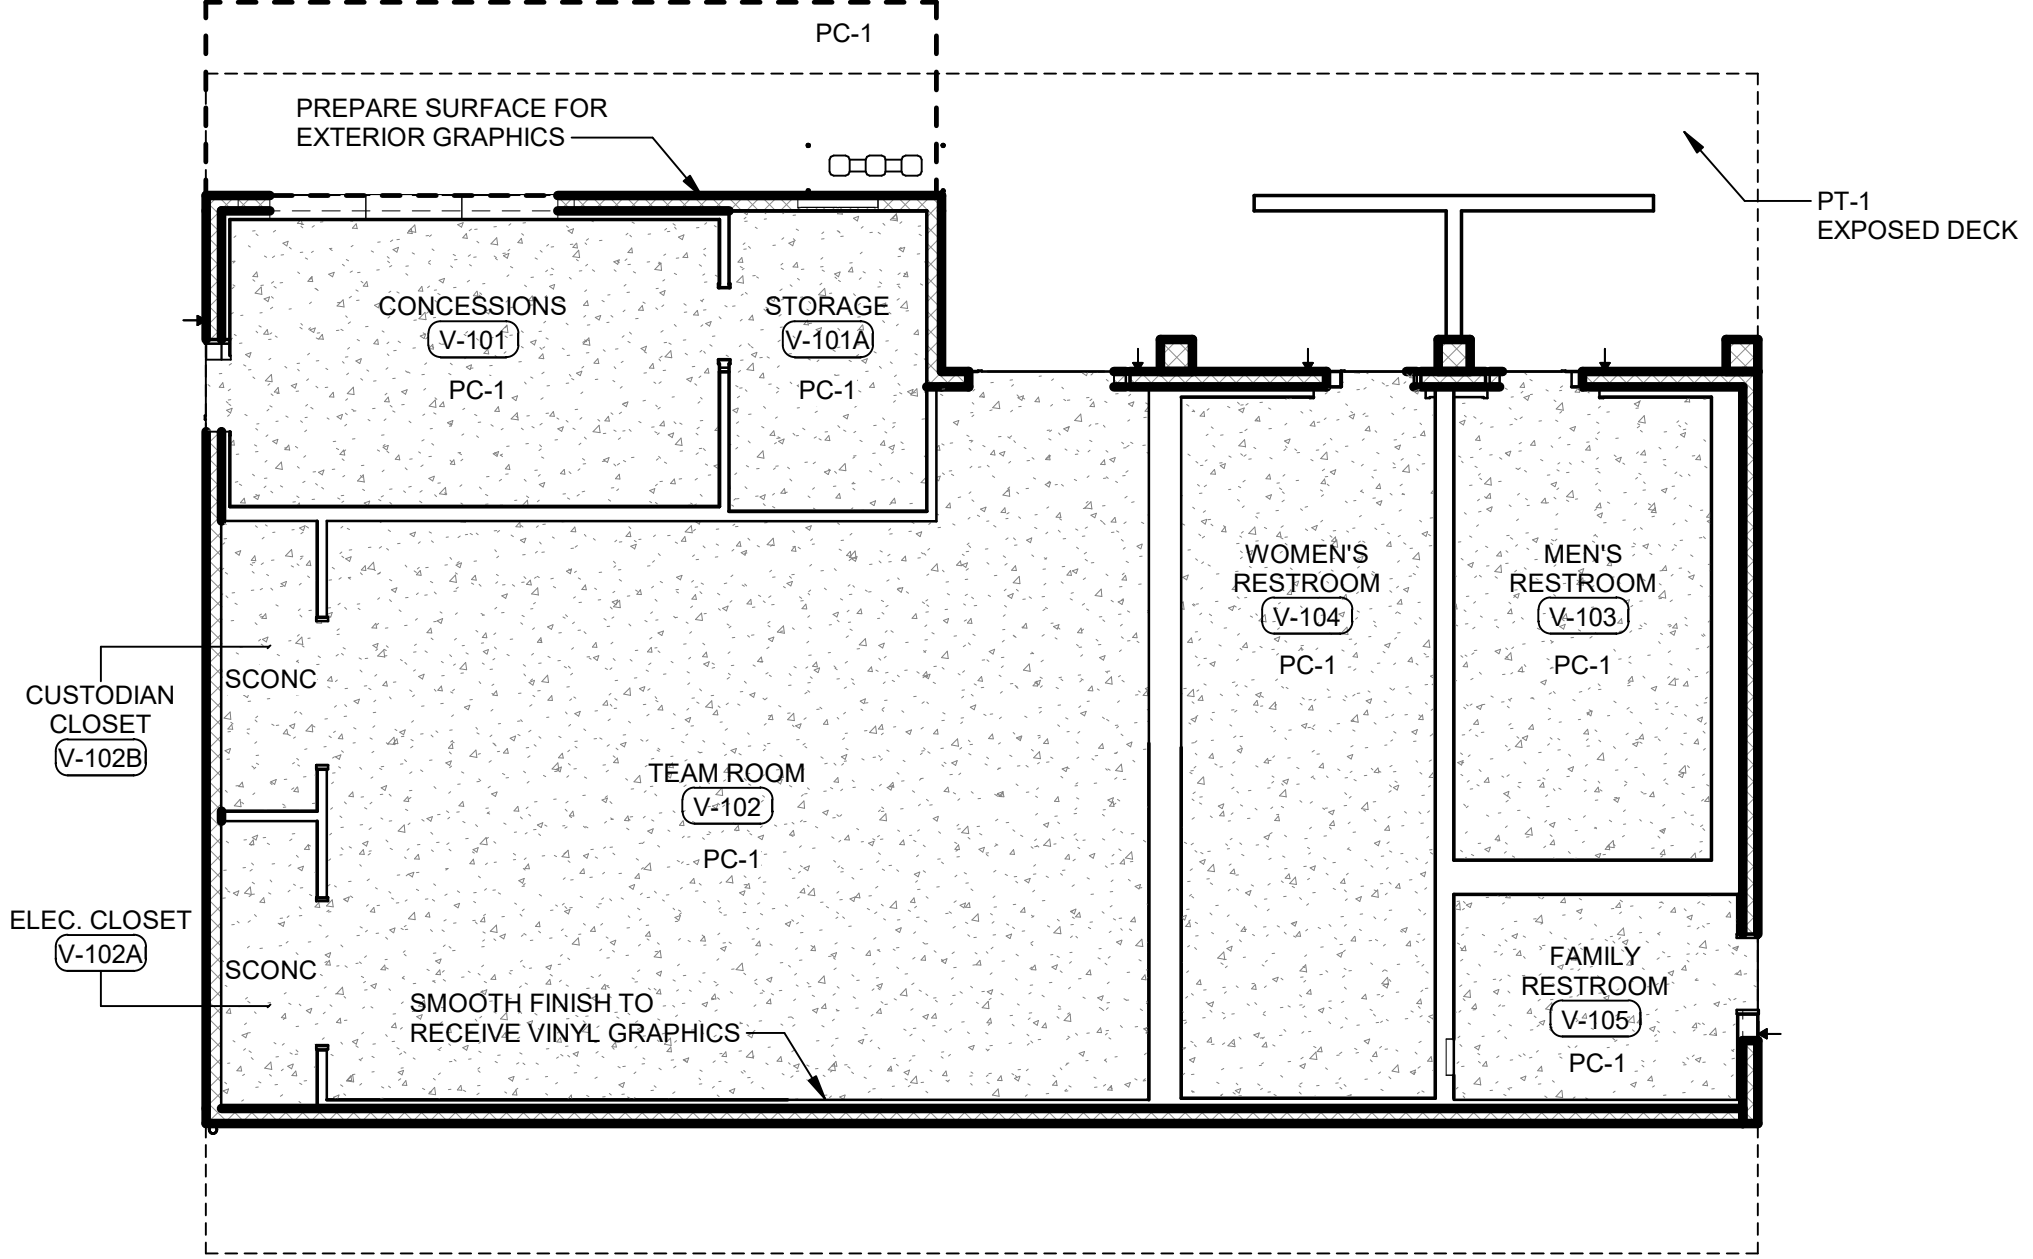 PC-1
PREPARE SURFACE FOR
EXTERIOR GRAPHICS
PT-1
EXPOSED DECK
CONCESSIONS
V-101
PC-1
STORAGE
V-101A
PC-1
WOMEN'S
RESTROOM
V-104
PC-1
MEN'S
RESTROOM
V-103
PC-1
SCONC
CUSTODIAN
CLOSET
V-102B
TEAM ROOM
V-102
PC-1
ELEC. CLOSET
V-102A
SCONC
SMOOTH FINISH TO
RECEIVE VINYL GRAPHICS
FAMILY
RESTROOM
V-105
PC-1